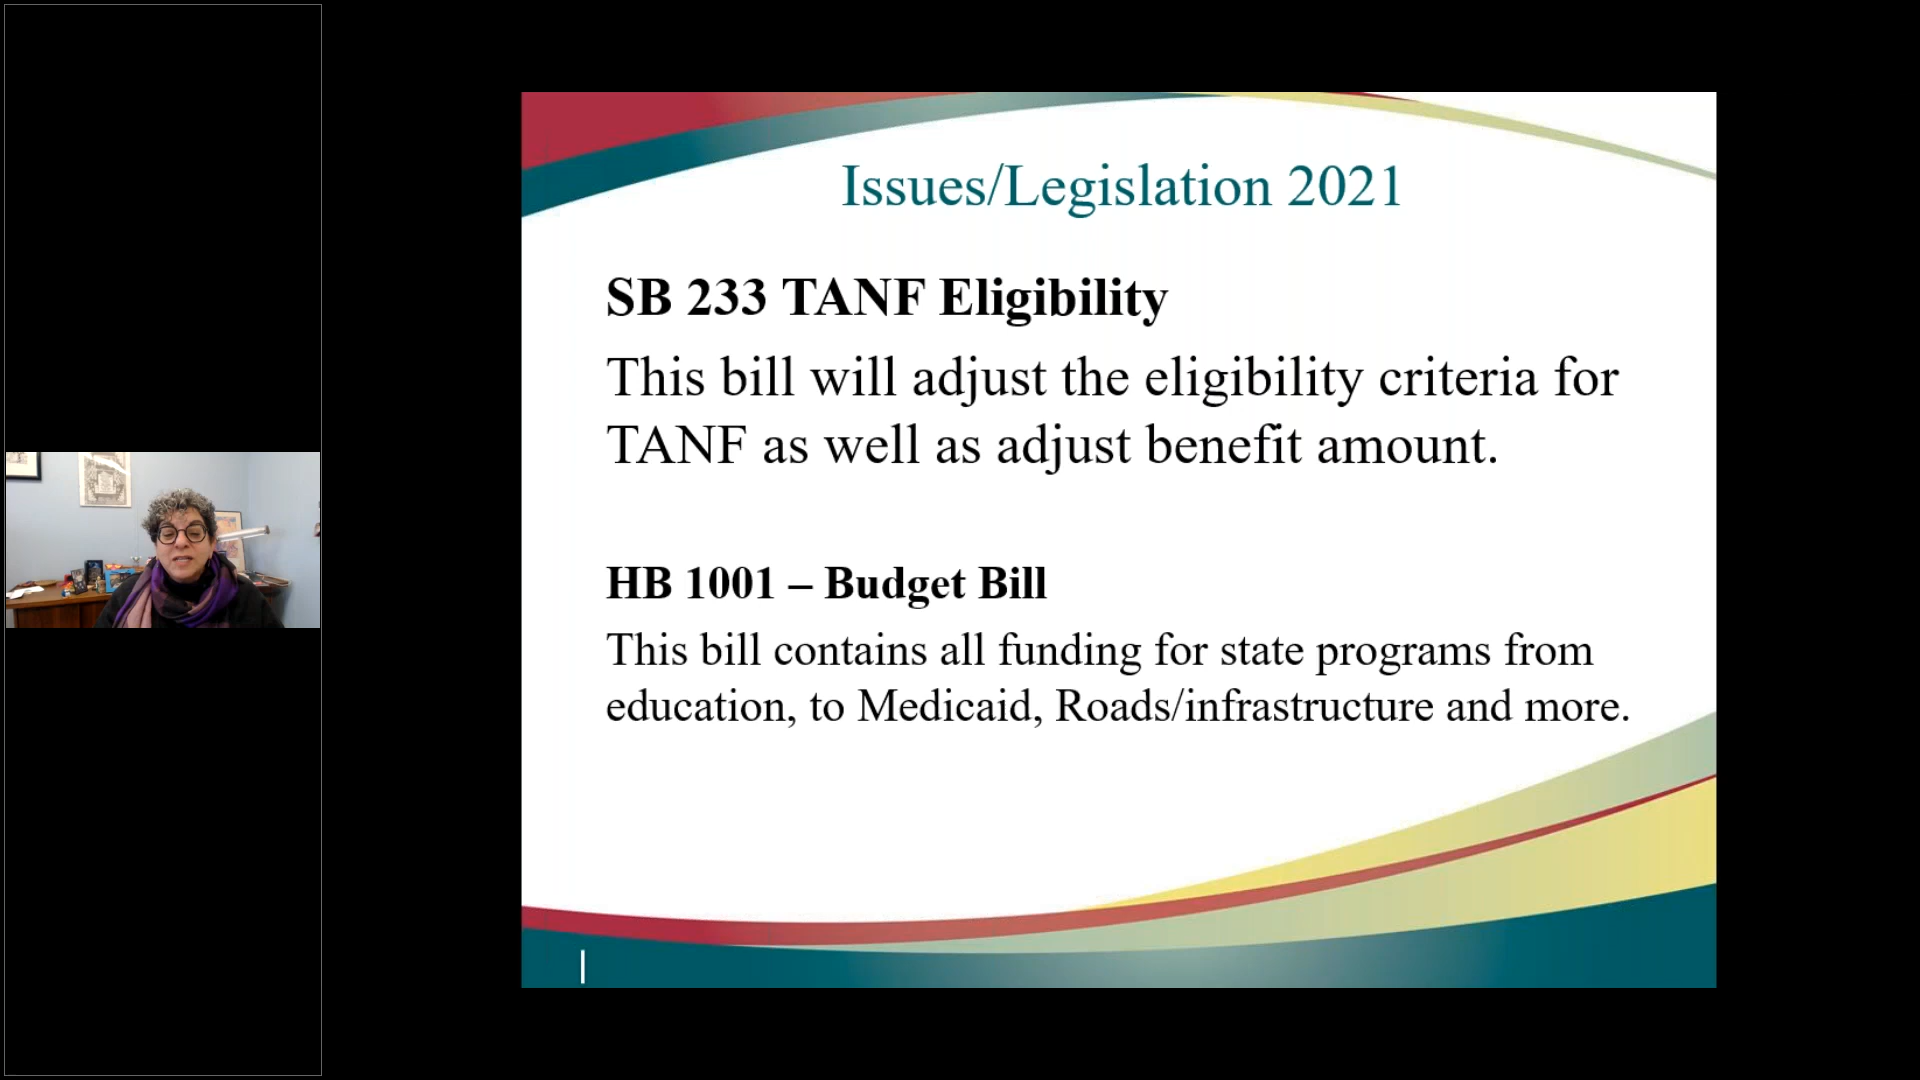 Issues/Legislation 2021
SB 233 TANF Eligibility
This bill will adjust the eligibility criteria for
TANF as well as adjust benefit amount.
HB 1001 – Budget Bill
This bill contains all funding for state programs from
education, to Medicaid, Roads/infrastructure and more.